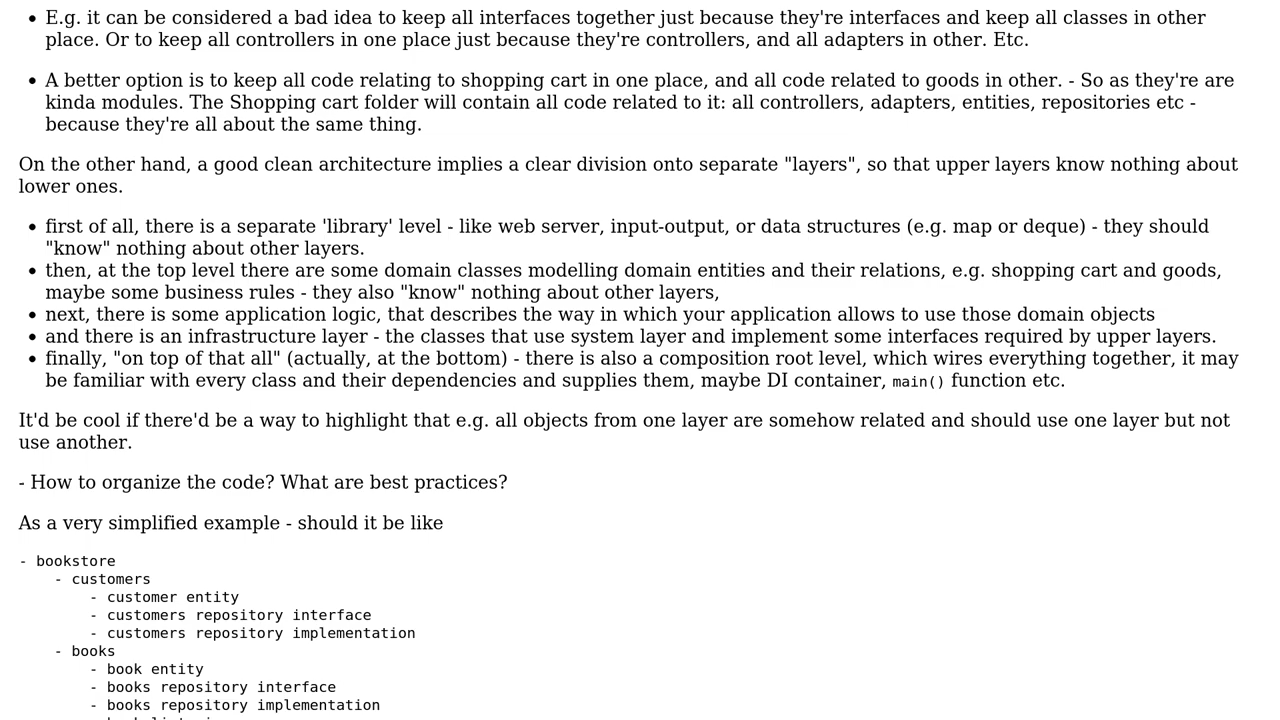 E.g. it can be considered a bad idea to keep all interfaces together just because they're interfaces and keep all classes in other
place. Or to keep all controllers in one place just because they're controllers, and all adapters in other. Etc.
A better option is to keep all code relating to shopping cart in one place, and all code related to goods in other. - So as they're are
kinda modules. The Shopping cart folder will contain all code related to it: all controllers, adapters, entities, repositories etc -
because they're all about the same thing.
On the other hand, a good clean architecture implies a clear division onto separate "layers", so that upper layers know nothing about
lower ones.
first of all, there is a separate 'library' level - like web server, input-output, or data structures (e.g. map or deque) - they should
"know" nothing about other layers.
then, at the top level there are some domain classes modelling domain entities and their relations, e.g. shopping cart and goods,
maybe some business rules - they also "know" nothing about other layers,
next, there is some application logic, that describes the way in which your application allows to use those domain objects
and there is an infrastructure layer - the classes that use system layer and implement some interfaces required by upper layers.
finally, "on top of that all" (actually, at the bottom) - there is also a composition root level, which wires everything together, it may
be familiar with every class and their dependencies and supplies them, maybe DI container, main() function etc.
It'd be cool if there'd be a way to highlight that e.g. all objects from one layer are somehow related and should use one layer but not
use another.
- How to organize the code? What are best practices?
As a very simplified example - should it be like
- bookstore
    - customers
        - customer entity
        - customers repository interface
        - customers repository implementation
    - books
        - book entity
        - books repository interface
        - books repository implementation